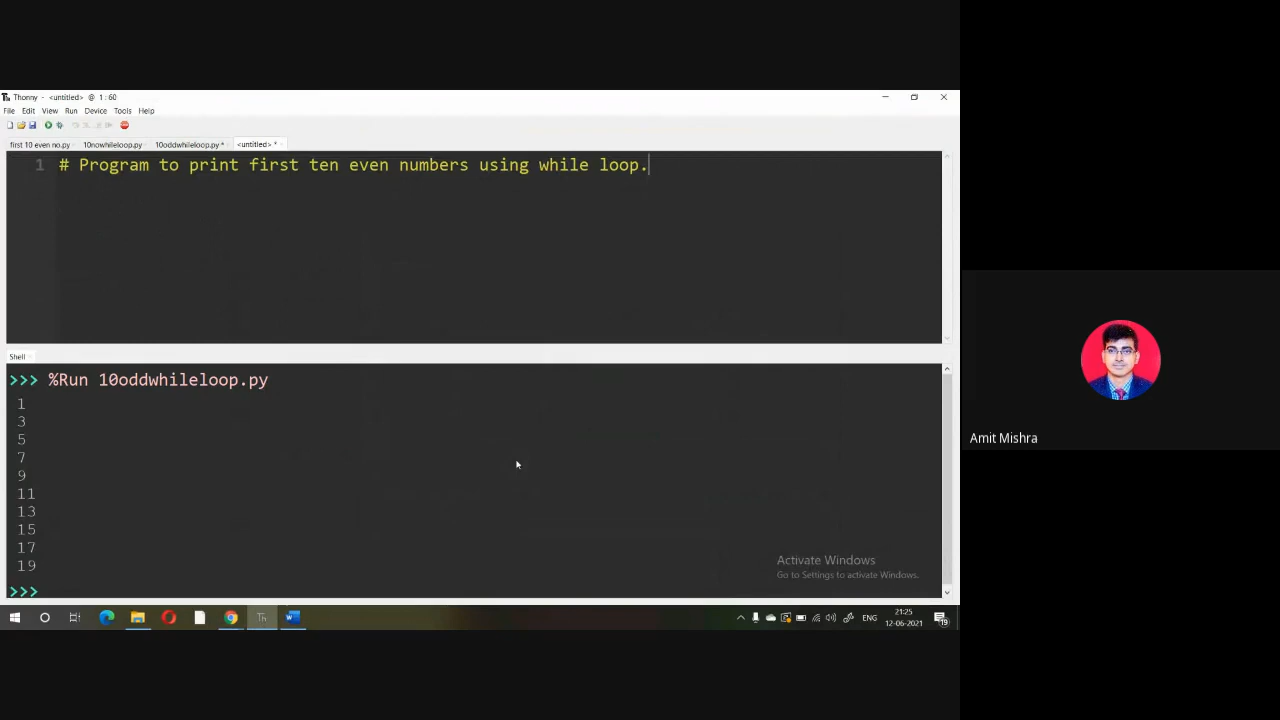 Thonny - <untitled> @ 1:60
File Edit View Run Device Tools Help
first 10 even no.py 10nowhileloop.py 10oddwhileloop.py * <untitled> *
1 # Program to print first ten even numbers using while loop.
Shell
>>> %Run 10oddwhileloop.py
1
3
5
7
9
11
13
15
17
19
>>>
Activate Windows
Go to Settings to activate Windows.
ENG
21:25
12-06-2021
19
Amit Mishra